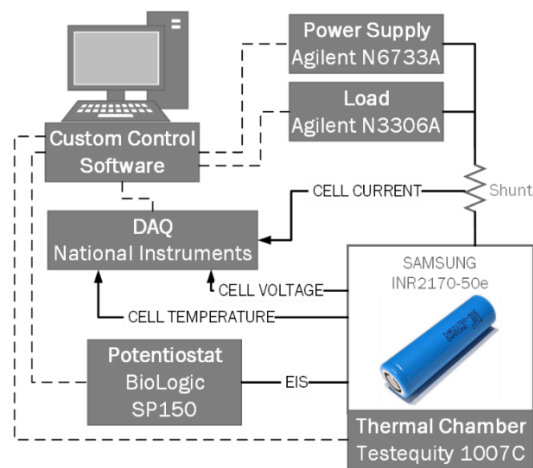 Power Supply
Agilent N6733A
Load
Agilent N3306A
Custom Control
Software
CELL CURRENT
Shunt
DAQ
National Instruments
SAMSUNG
INR2170-50e
CELL VOLTAGE
CELL TEMPERATURE
Potentiostat
BioLogic
SP150
EIS
Thermal Chamber
Testequity 1007C